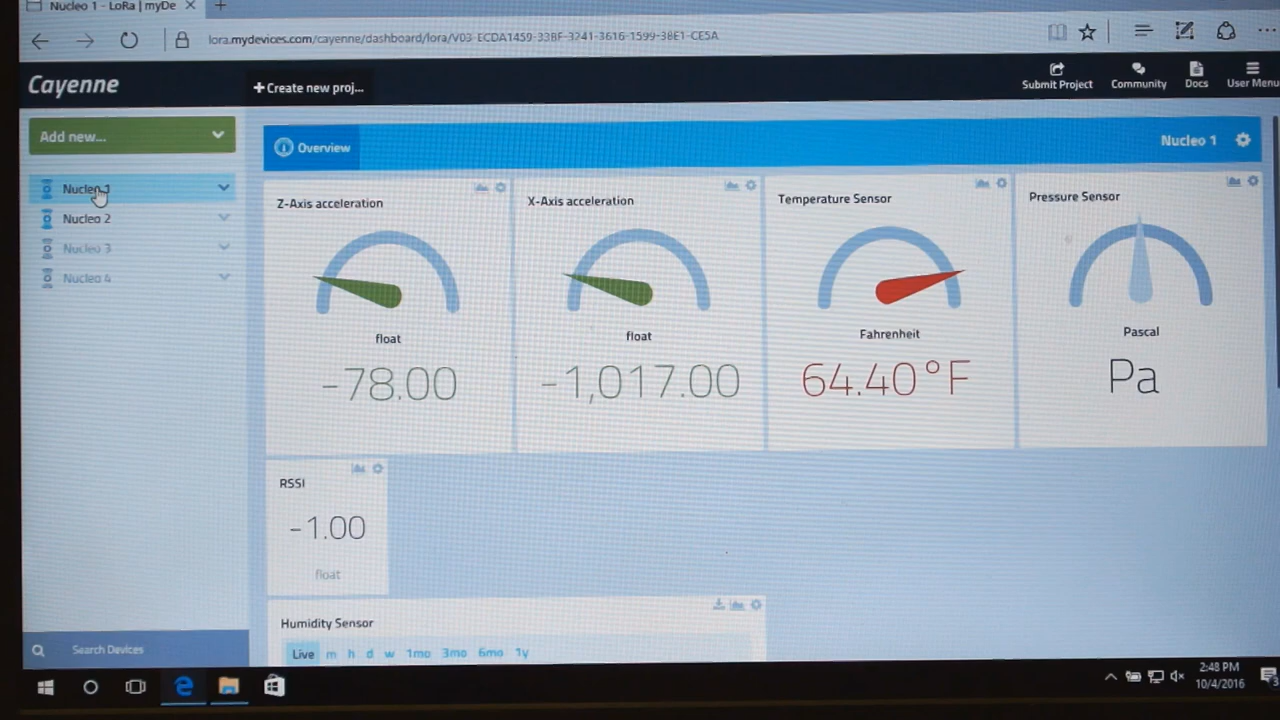 Nucleo 1 - LoRa | myDe
lora.mydevices.com/cayenne/dashboard/lora/V03-ECDA1459-33BF-3241-3616-1599-38E1-CE5A
Cayenne
+ Create new proj...
Submit Project
Community
Docs
User Menu
Add new...
Nucleo 1
Nucleo 2
Nucleo 3
Nucleo 4
Search Devices
Overview
Nucleo 1
Z-Axis acceleration
float
-78.00
X-Axis acceleration
float
-1,017.00
Temperature Sensor
Fahrenheit
64.40°F
Pressure Sensor
Pascal
Pa
RSSI
-1.00
float
Humidity Sensor
Live m h d w 1mo 3mo 6mo 1y
2:48 PM
10/4/2016
3